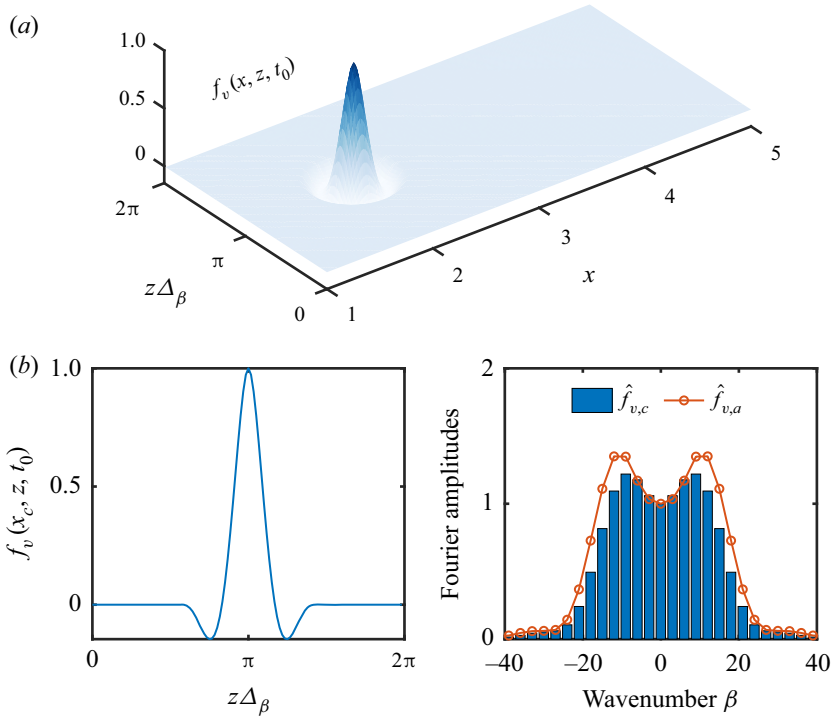 (a)
1.0
0.5
0
f_v(x, z, t_0)
2π
π
0
zΔ_β
1
2
3
4
5
x
(b)
1.0
0.5
0
f_v(x_c, z, t_0)
0
π
2π
zΔ_β
2
1
0
Fourier amplitudes
f̂_{v,c} f̂_{v,a}
–40
–20
0
20
40
Wavenumber β